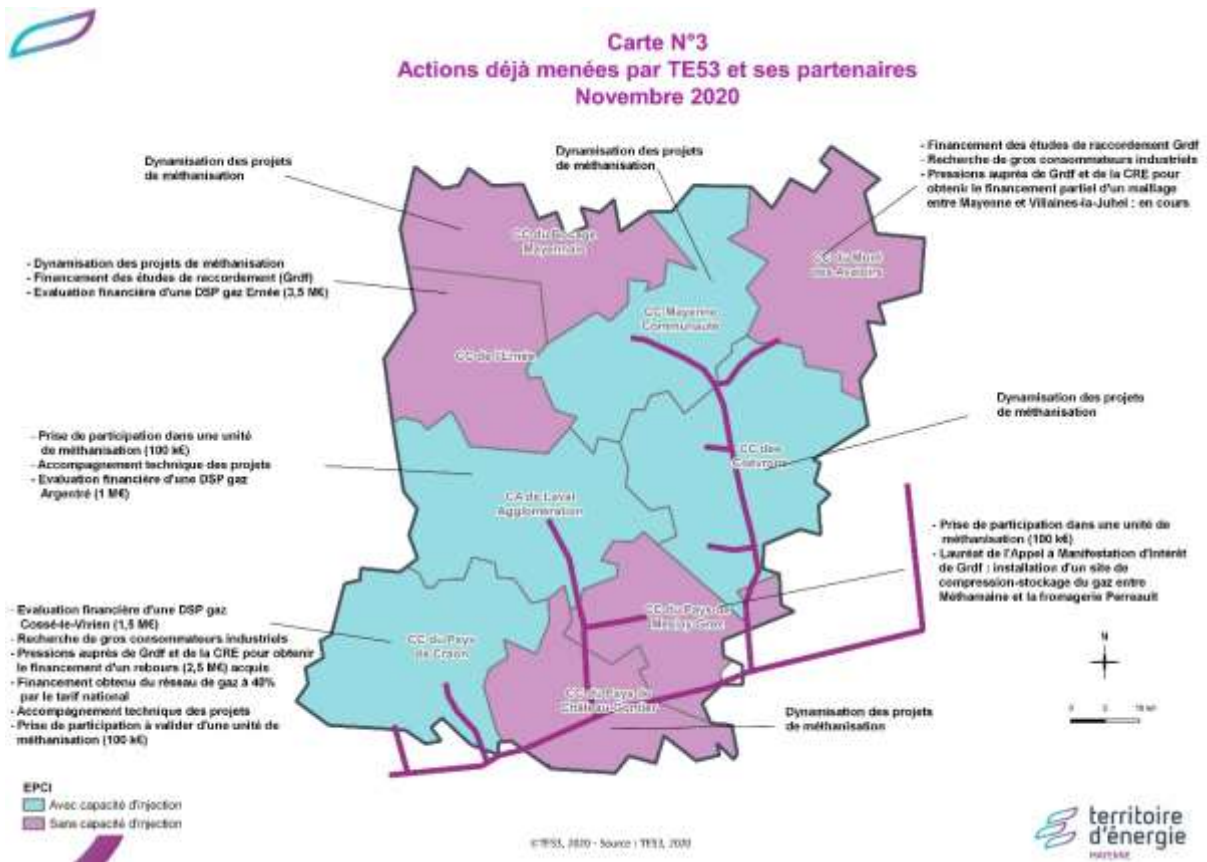 Carte N°3
Actions déjà menées par TE53 et ses partenaires
Novembre 2020
Dynamisation des projets
de méthanisation
Dynamisation des projets
de méthanisation
- Financement des études de raccordement Grdf
- Recherche de gros consommateurs industriels
- Pressions auprès de Grdf et de la CRE pour
obtenir le financement partiel d'un maillage
entre Mayenne et Villaines-la-Juhel : en cours
CC du Bocage
Mayennais
CC du Mont
des Avaloirs
- Dynamisation des projets de méthanisation
- Financement des études de raccordement (Grdf)
- Evaluation financière d'une DSP gaz Ernée (3,5 M€)
CC Mayenne
Communauté
CC de l'Ernée
Dynamisation des projets
de méthanisation
- Prise de participation dans une unité
de méthanisation (100 k€)
- Accompagnement technique des projets
- Evaluation financière d'une DSP gaz
Argentré (1 M€)
CC des
Coëvrons
CA de Laval
Agglomération
- Prise de participation dans une unité de
méthanisation (100 k€)
- Lauréat de l'Appel à Manifestation d'Intérêt
de Grdf : installation d'un site de
compression-stockage du gaz entre
Méthamaine et la fromagerie Perreault
- Evaluation financière d'une DSP gaz
Cossé-le-Vivien (1,5 M€)
- Recherche de gros consommateurs industriels
- Pressions auprès de Grdf et de la CRE pour obtenir
le financement d'un rebours (2,5 M€) acquis
- Financement obtenu du réseau de gaz à 40%
par le tarif national
- Accompagnement technique des projets
- Prise de participation à valider d'une unité de
méthanisation (100 k€)
CC du Pays de
Meslay-Grez
CC du Pays
de Craon
CC du Pays de
Château-Gontier
Dynamisation des projets
de méthanisation
N
0 5 10 km
EPCI
Avec capacité d'injection
Sans capacité d'injection
©TE53, 2020 - Source : TE53, 2020
territoire
d'énergie
MAYENNE